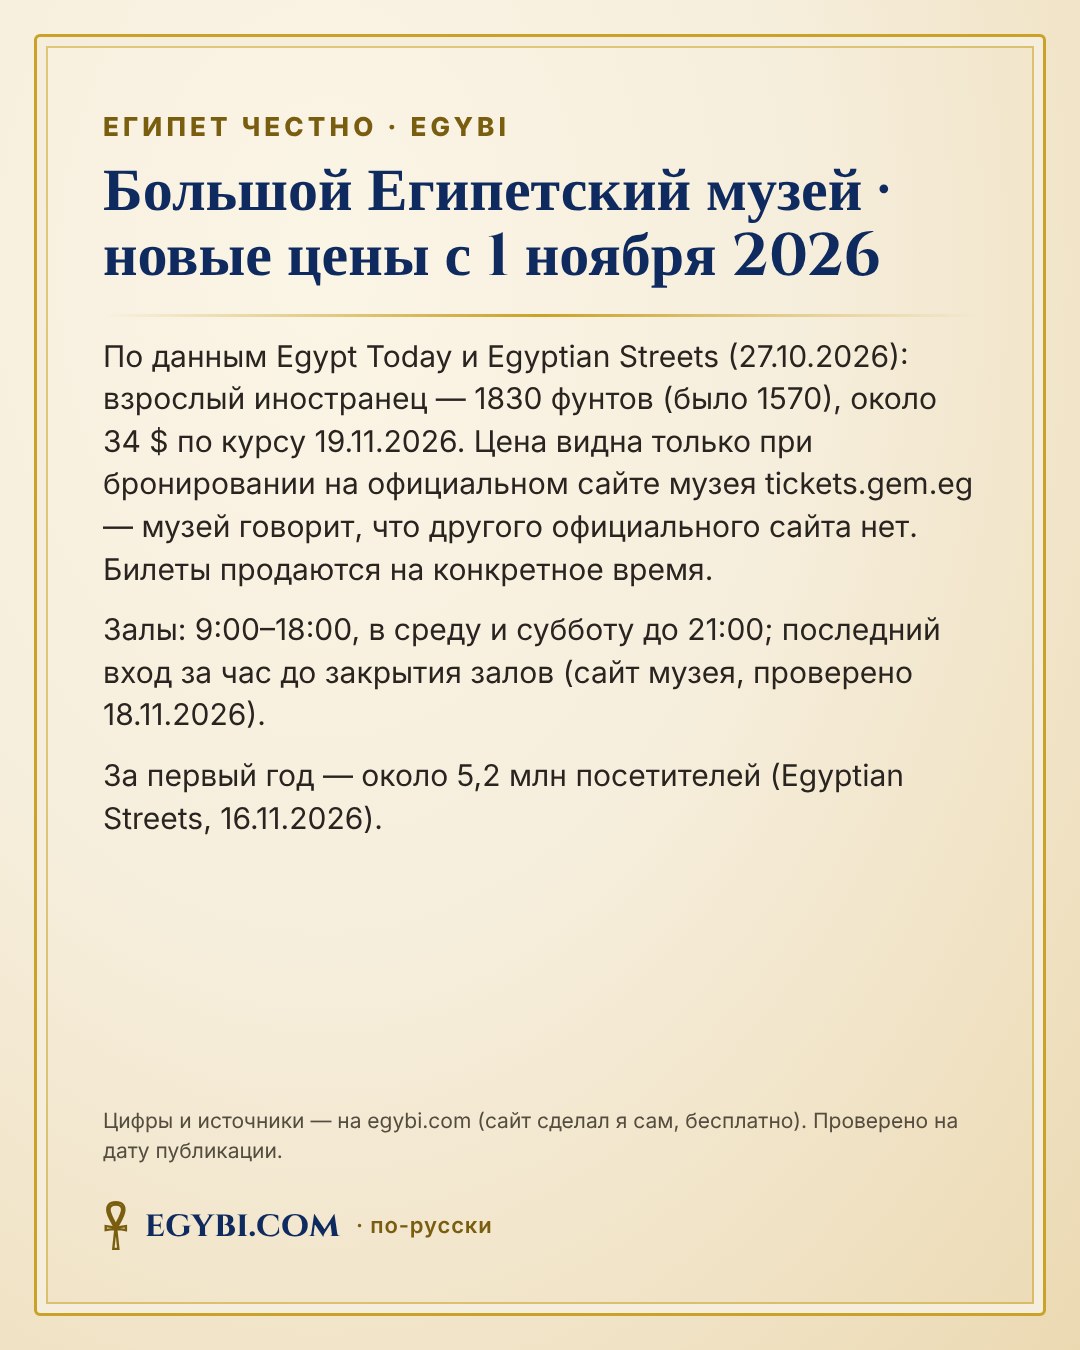 ЕГИПЕТ ЧЕСТНО · EGYBI
Большой Египетский музей ·
новые цены с 1 ноября 2026
По данным Egypt Today и Egyptian Streets (27.10.2026):
взрослый иностранец — 1830 фунтов (было 1570), около
34 $ по курсу 19.11.2026. Цена видна только при
бронировании на официальном сайте музея tickets.gem.eg
— музей говорит, что другого официального сайта нет.
Билеты продаются на конкретное время.
Залы: 9:00–18:00, в среду и субботу до 21:00; последний
вход за час до закрытия залов (сайт музея, проверено
18.11.2026).
За первый год — около 5,2 млн посетителей (Egyptian
Streets, 16.11.2026).
Цифры и источники — на egybi.com (сайт сделал я сам, бесплатно). Проверено на
дату публикации.
EGYBI.COM · по-русски